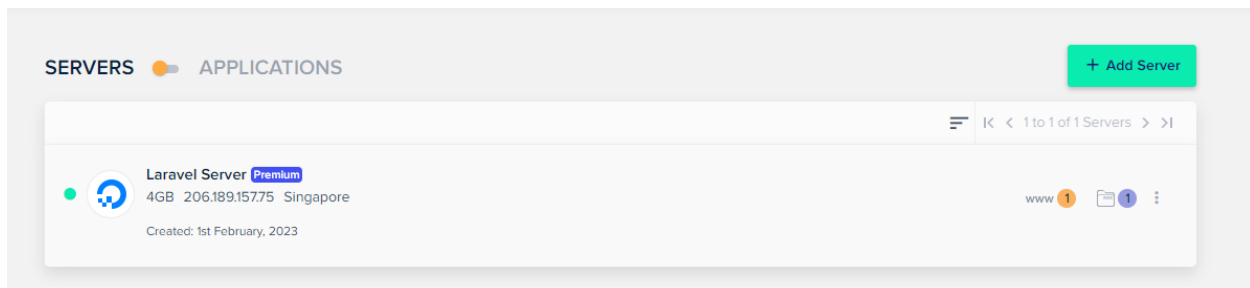 SERVERS APPLICATIONS + Add Server
1 to 1 of 1 Servers
Laravel Server Premium
4GB 206.189.157.75 Singapore
www 1 1
Created: 1st February, 2023